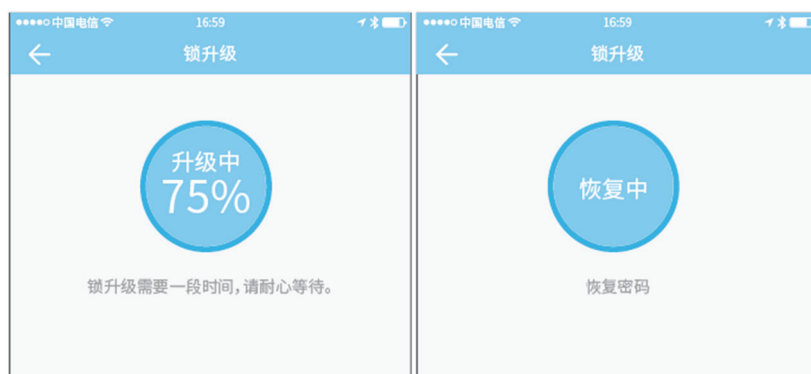 中国电信 16:59
锁升级
升级中
75%
锁升级需要一段时间，请耐心等待。
中国电信 16:59
锁升级
恢复中
恢复密码